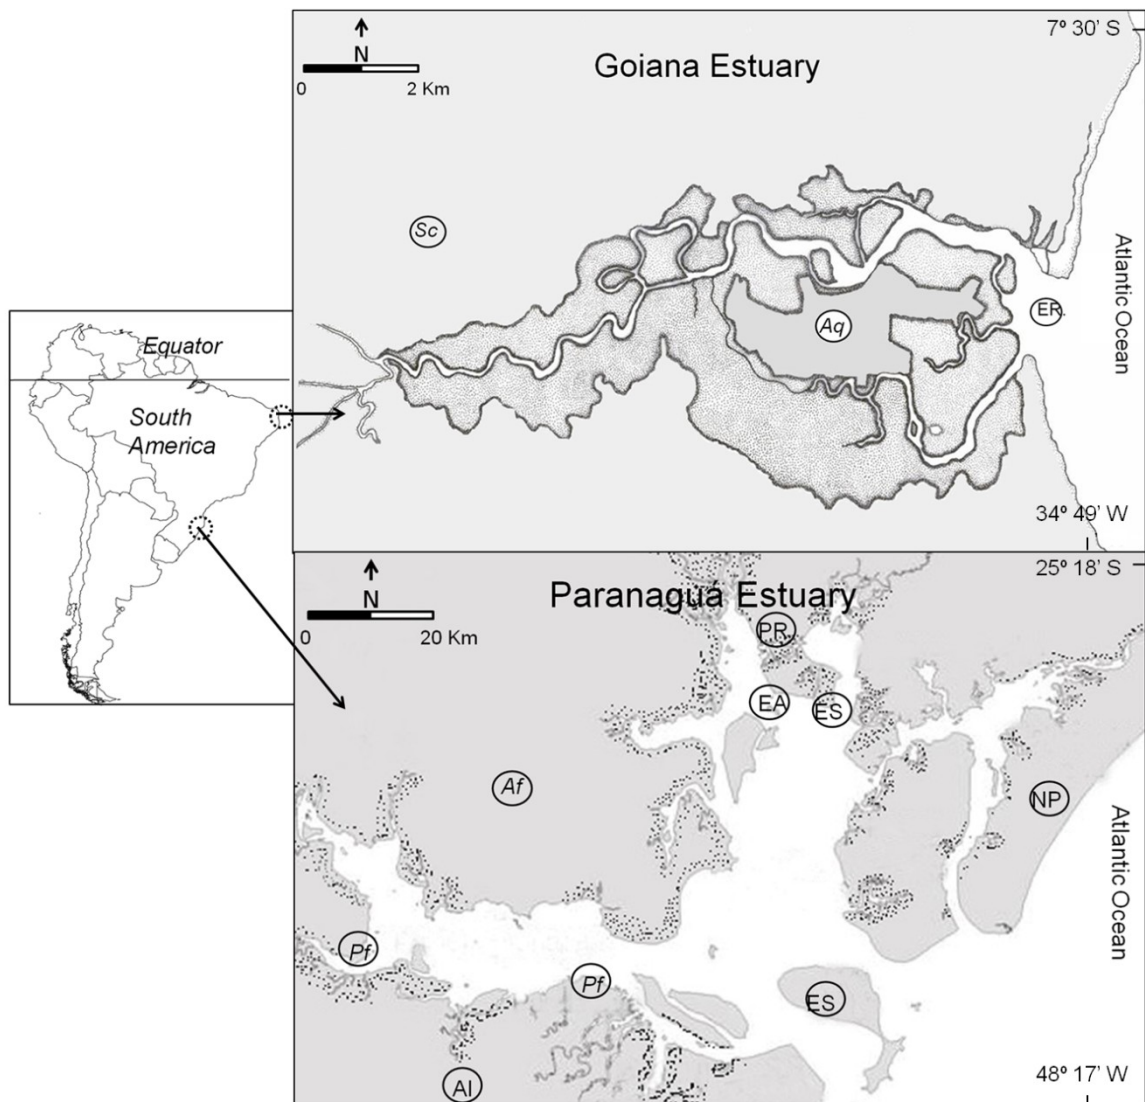 7º 30' S
N
0 2 Km
Goiana Estuary
Sc
Aq
ER.
Atlantic Ocean
34º 49' W
Equator
South
America
25º 18' S
N
0 20 Km
Paranaguá Estuary
PR
EA
ES
Af
NP
Atlantic Ocean
Pf
Pf
ES
AI
48º 17' W